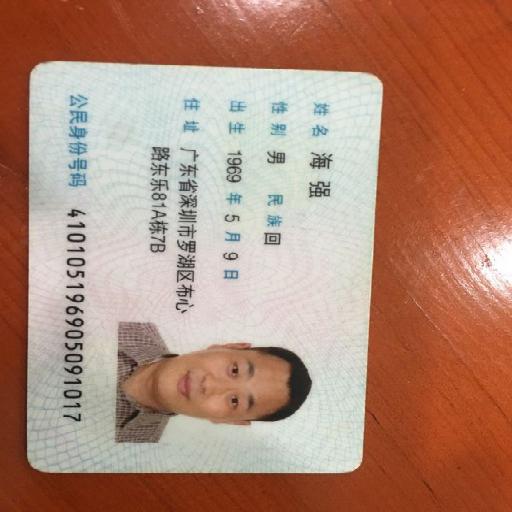 姓名 海强
性别 男 民族 回
出生 1969 年 5 月 9 日
住址 广东省深圳市罗湖区布心
路东乐81A栋7B
公民身份号码 410105196905091017